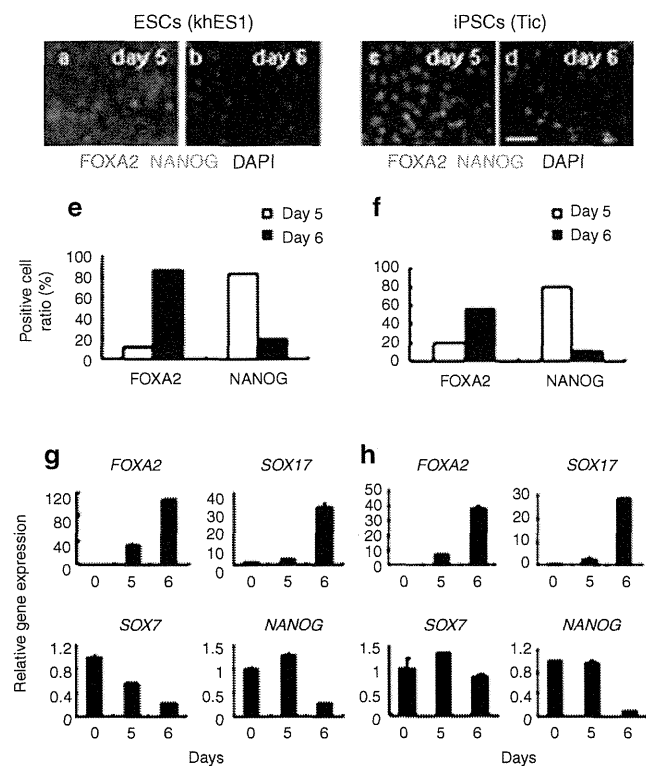 ESCs (khES1) iPSCs (Tic)
a day 5 b day 6 c day 5 d day 6
FOXA2 NANOG DAPI FOXA2 NANOG DAPI
e f
Day 5 Day 5
Day 6 Day 6
Positive cell
ratio (%)
100 100
80 80
60 60
40 40
20 20
0 0
FOXA2 NANOG FOXA2 NANOG
g h
FOXA2 SOX17 FOXA2 SOX17
Relative gene expression
120 40 50 30
80 30 40 20
40 20 30 10
0 10 20 0
0 10
0
0 5 6 0 5 6 0 5 6 0 5 6
SOX7 NANOG SOX7 NANOG
1.2 1.5 1.5 1.2
0.8 1 1 0.8
0.4 0.5 0.5 0.4
0 0 0 0
0 5 6 0 5 6 0 5 6 0 5 6
Days Days